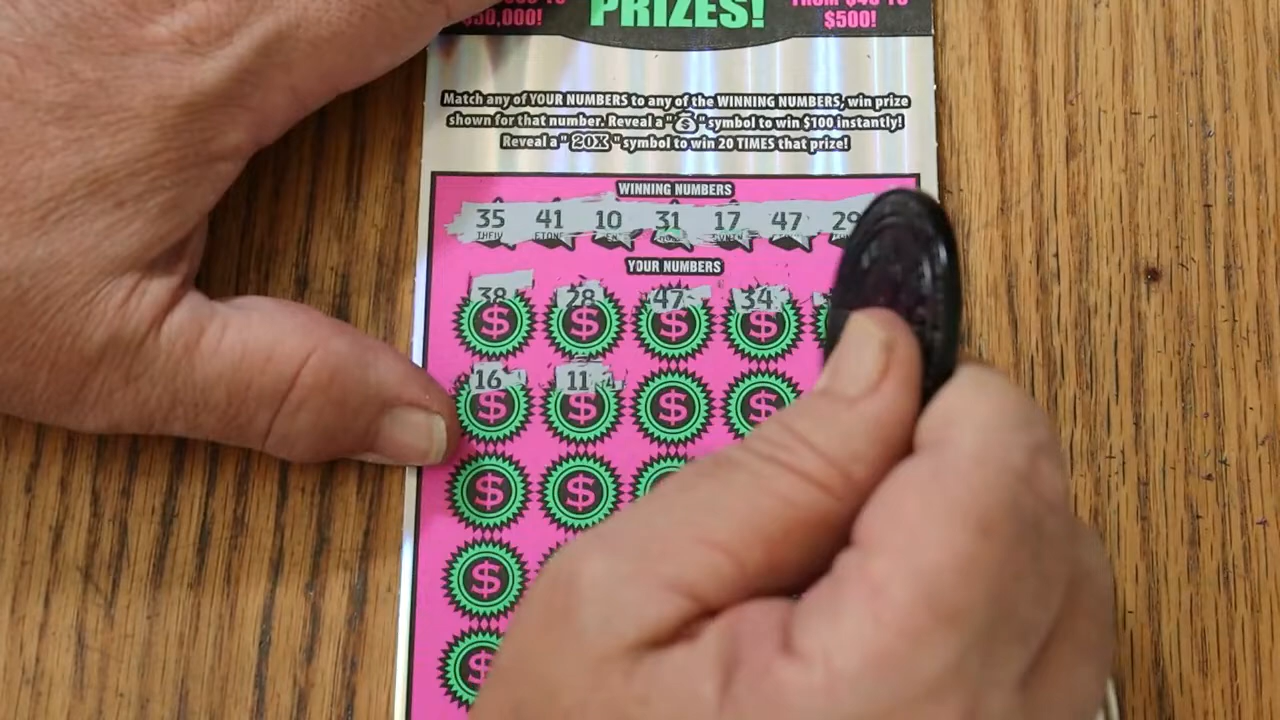 $50,000!
PRIZES!
$500!
Match any of YOUR NUMBERS to any of the WINNING NUMBERS, win prize
shown for that number. Reveal a " $ " symbol to win $100 instantly!
Reveal a " 20X " symbol to win 20 TIMES that prize!
WINNING NUMBERS
35 41 10 31 17 47 29
YOUR NUMBERS
38 28 47 34
$ $ $ $
16 11
$ $ $ $
$ $
$
$